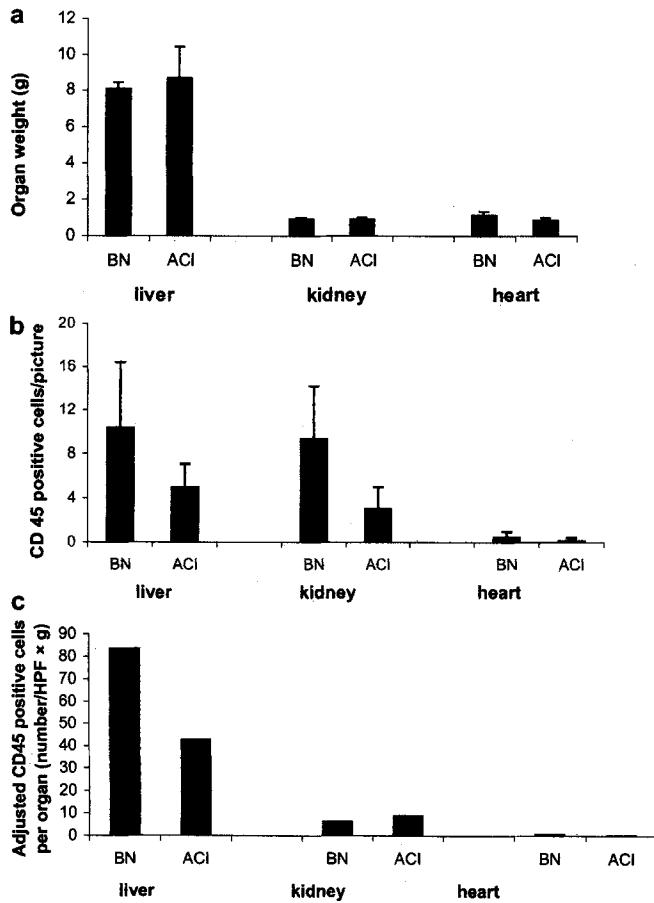 a
Organ weight (g)
12
10
8
6
4
2
0
BN ACI BN ACI BN ACI
liver kidney heart
b
CD 45 positive cells/picture
20
16
12
8
4
0
BN ACI BN ACI BN ACI
liver kidney heart
c
Adjusted CD45 positive cells
per organ (number/HPF × g)
90
80
70
60
50
40
30
20
10
0
BN ACI BN ACI BN ACI
liver kidney heart